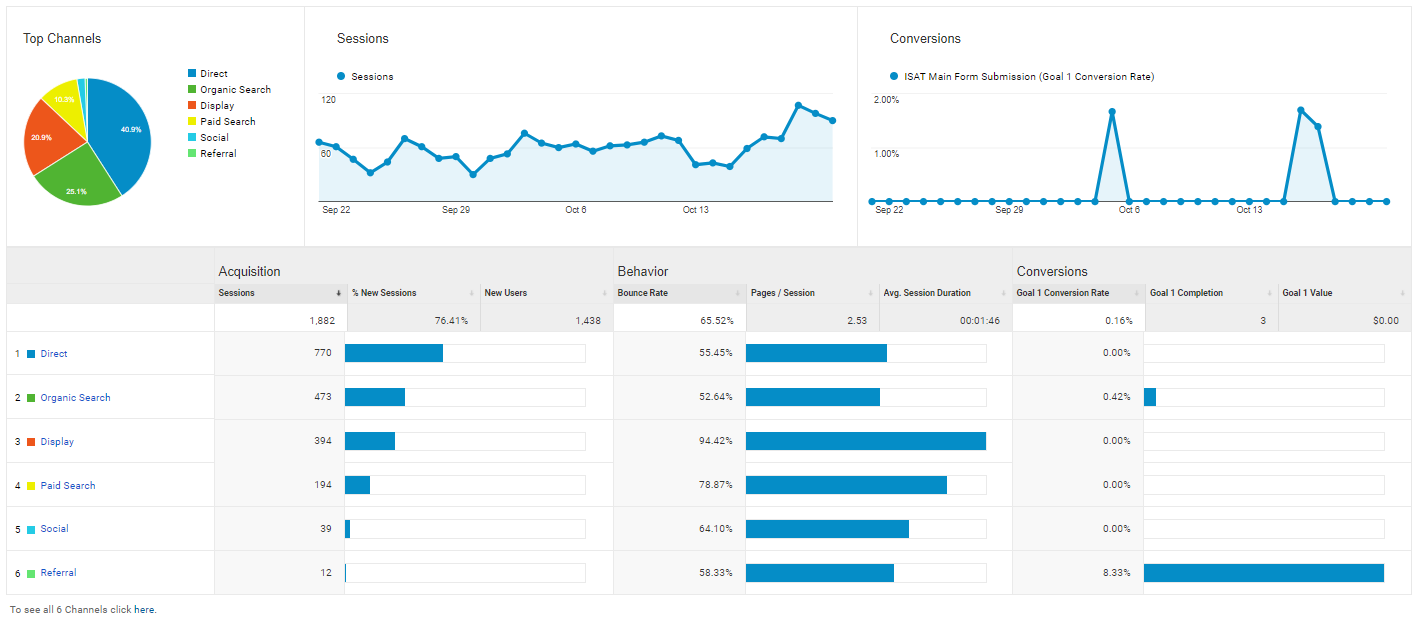 Top Channels
Direct
Organic Search
Display
Paid Search
Social
Referral
40.9%
25.1%
20.9%
10.3%
Sessions
Sessions
120
60
Sep 22
Sep 29
Oct 6
Oct 13
Conversions
ISAT Main Form Submission (Goal 1 Conversion Rate)
2.00%
1.00%
Sep 22
Sep 29
Oct 6
Oct 13
Acquisition Behavior Conversions
Sessions % New Sessions New Users Bounce Rate Pages / Session Avg. Session Duration Goal 1 Conversion Rate Goal 1 Completion Goal 1 Value
1,882 76.41% 1,438 65.52% 2.53 00:01:46 0.16% 3 $0.00
1 Direct 770 55.45% 0.00%
2 Organic Search 473 52.64% 0.42%
3 Display 394 94.42% 0.00%
4 Paid Search 194 78.87% 0.00%
5 Social 39 64.10% 0.00%
6 Referral 12 58.33% 8.33%
To see all 6 Channels click here.